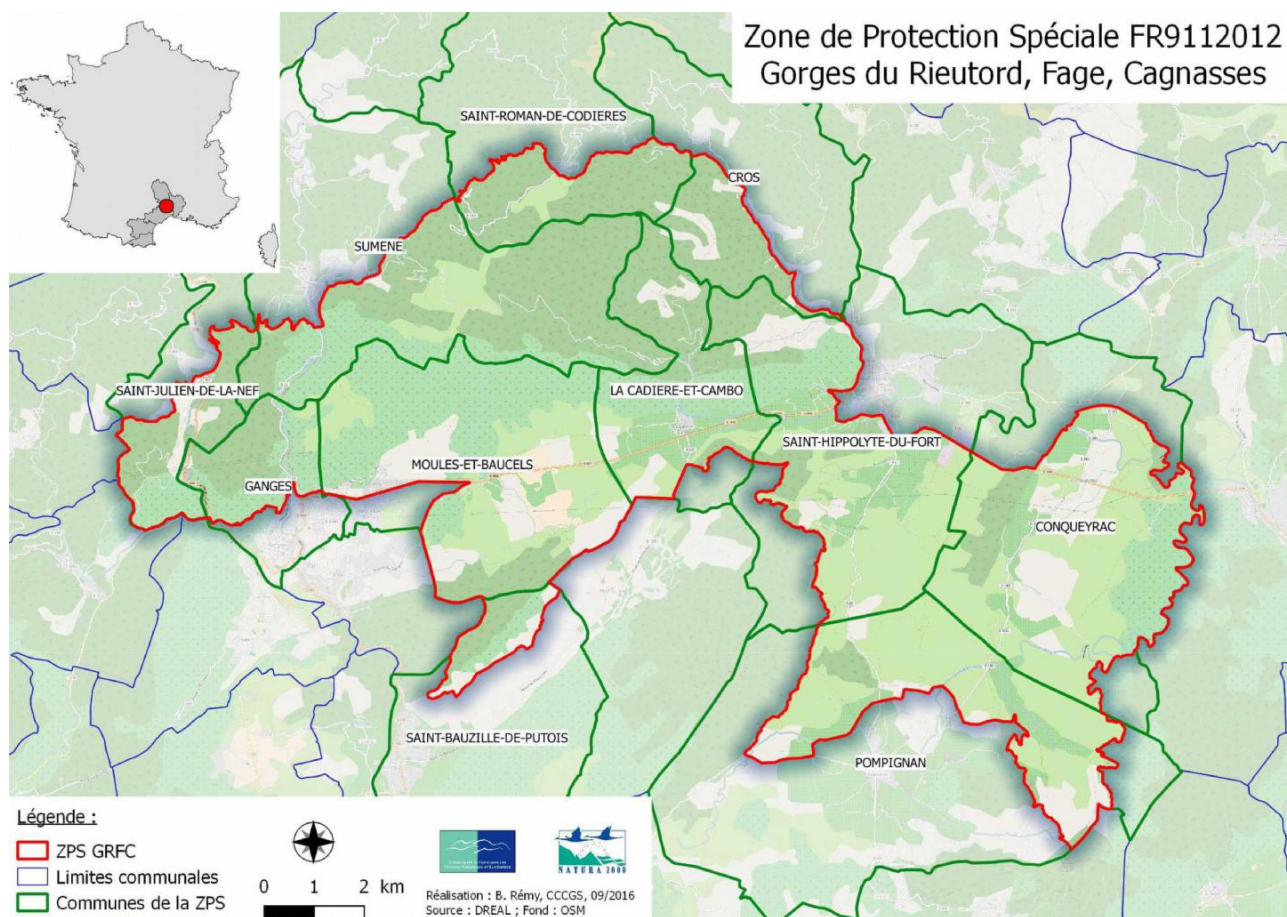 Zone de Protection Spéciale FR9112012
Gorges du Rieutord, Fage, Cagnasses
SAINT-ROMAN-DE-CODIERES
CROS
SUMENE
SAINT-JULIEN-DE-LA-NEF
LA CADIERE-ET-CAMBO
SAINT-HIPPOLYTE-DU-FORT
MOULES-ET-BAUCELS
GANGES
CONQUEYRAC
SAINT-BAUZILLE-DE-PUTOIS
POMPIGNAN
Légende :
ZPS GRFC
Limites communales
Communes de la ZPS
0 1 2 km
NATURA 2000
Réalisation : B. Rémy, CCCGS, 09/2016
Source : DREAL ; Fond : OSM